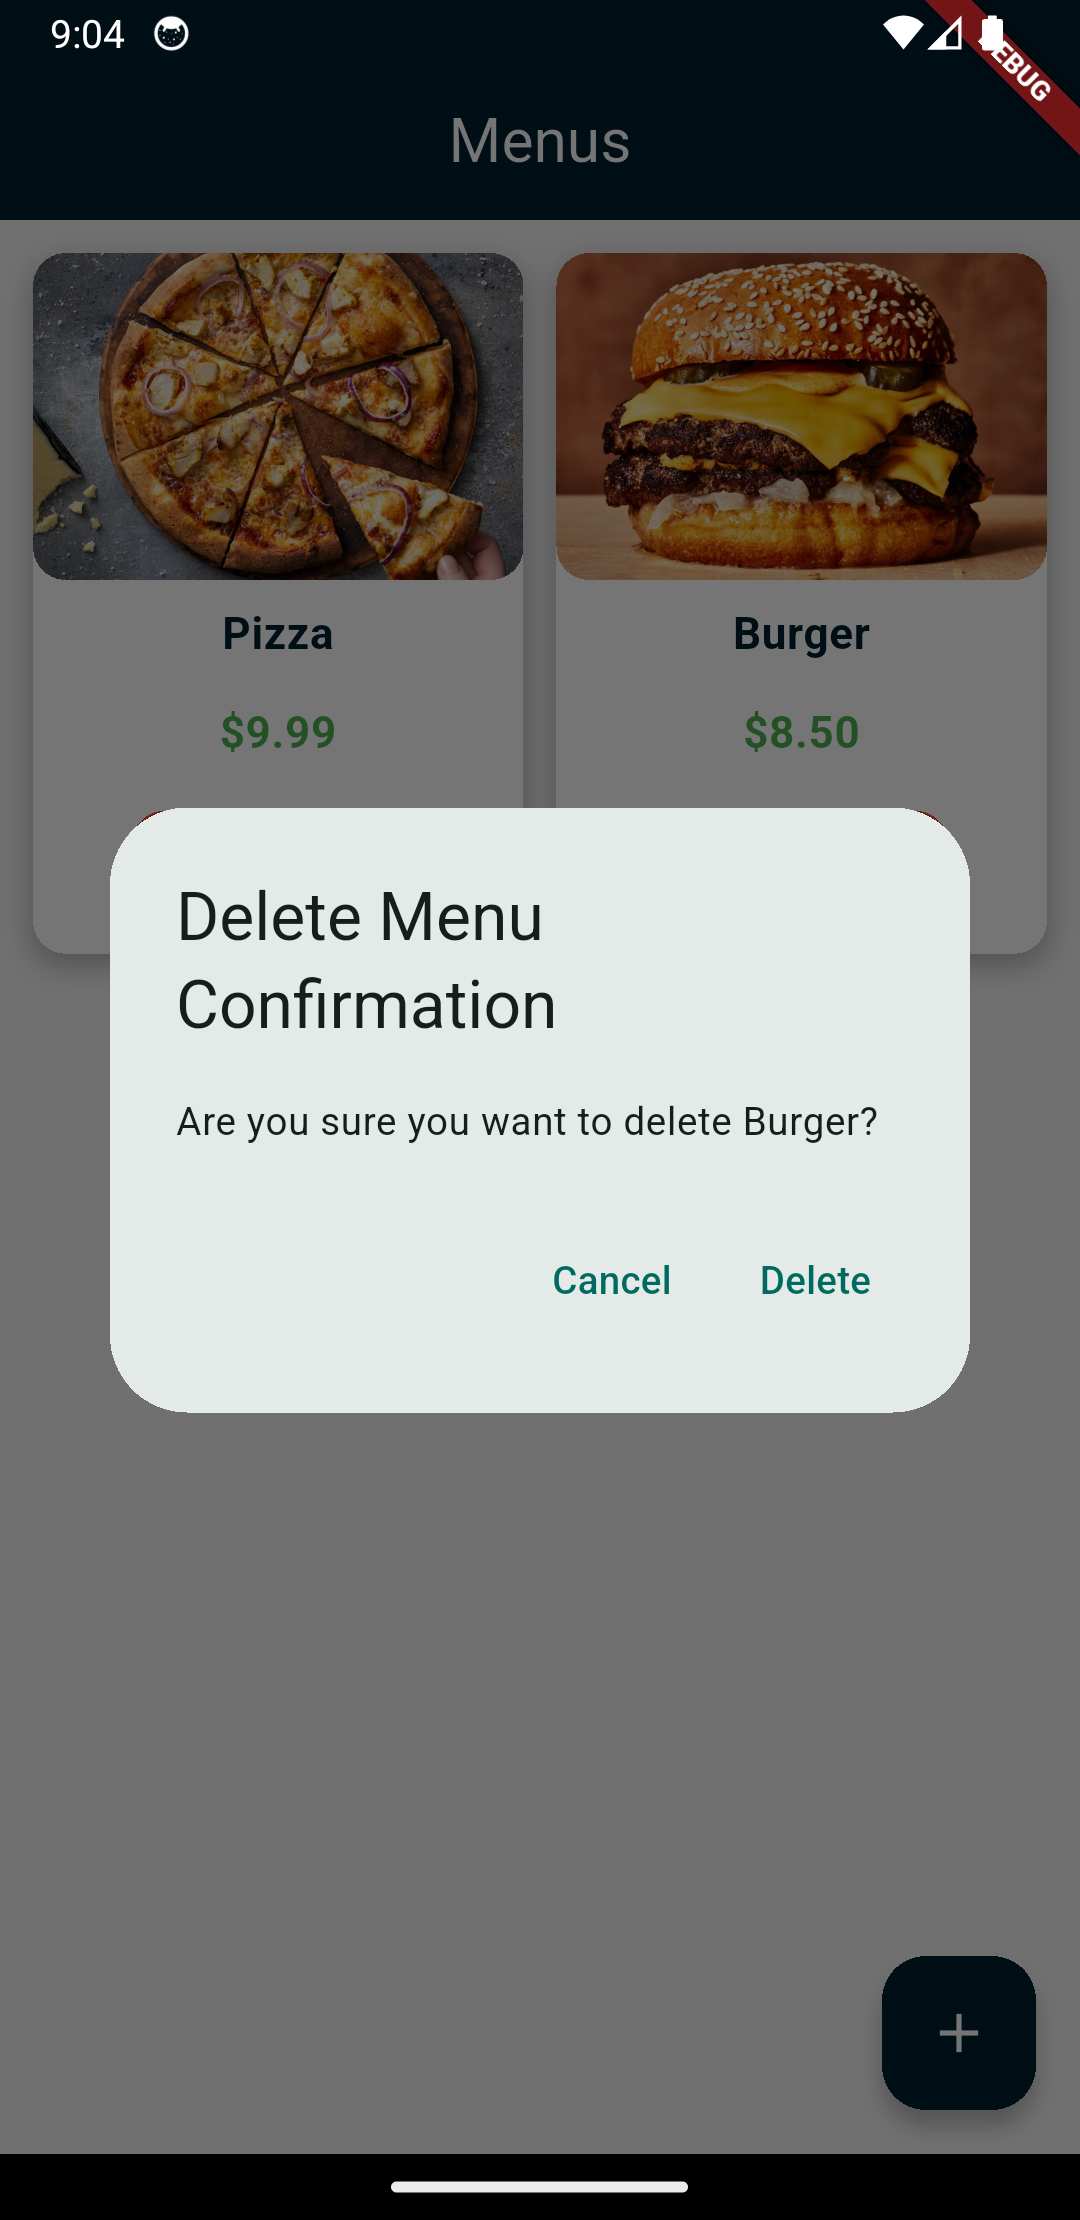 9:04
DEBUG
Menus
Pizza
Burger
$9.99
$8.50
Delete Menu
Confirmation
Are you sure you want to delete Burger?
Cancel
Delete